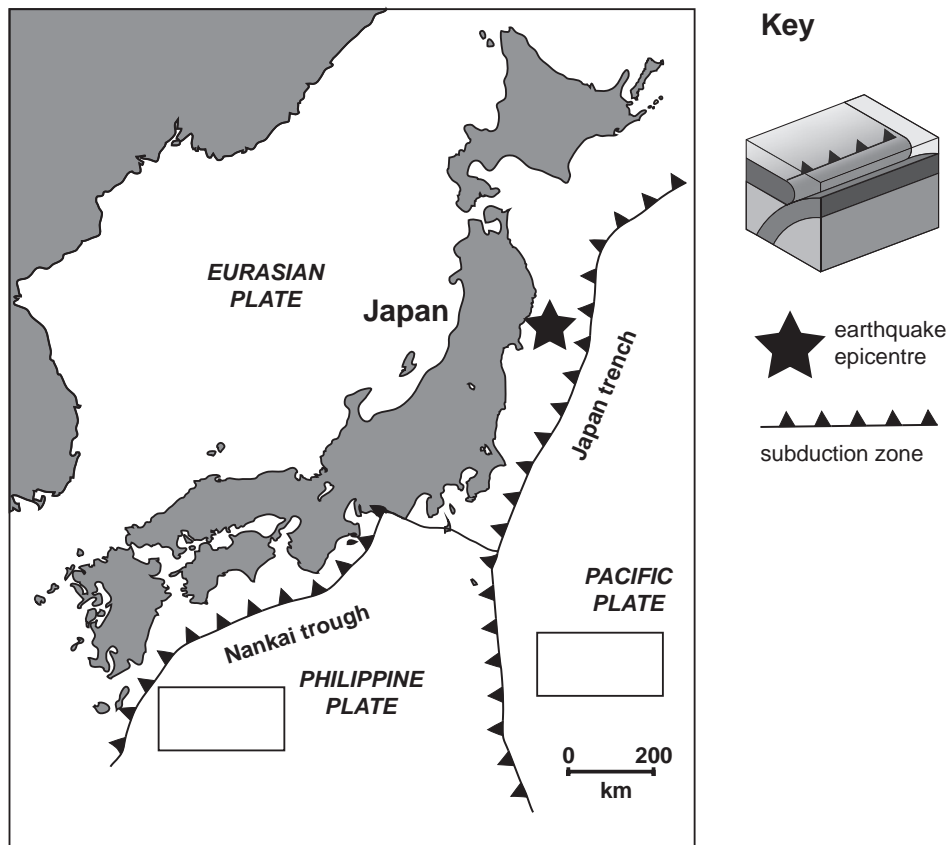 Key
EURASIAN
PLATE
Japan
earthquake
epicentre
Japan trench
subduction zone
PACIFIC
PLATE
Nankai trough
PHILIPPINE
PLATE
0 200
km